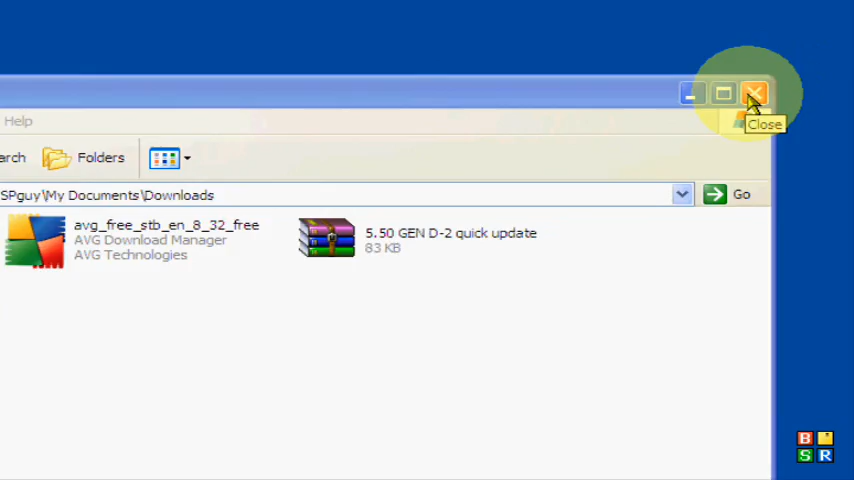 Close
Help
arch
Folders
SPguy\My Documents\Downloads
Go
avg_free_stb_en_8_32_free
AVG Download Manager
AVG Technologies
5.50 GEN D-2 quick update
83 KB
B
S R